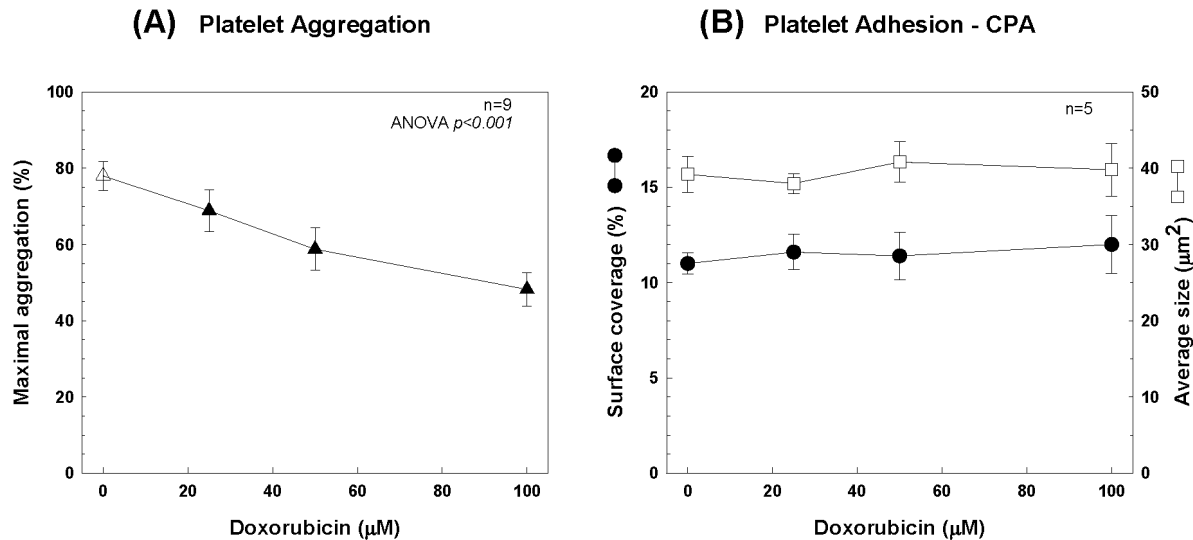 (A) Platelet Aggregation
n=9
ANOVA p<0.001
Maximal aggregation (%)
100
80
60
40
20
0
0 20 40 60 80 100
Doxorubicin (µM)
(B) Platelet Adhesion - CPA
n=5
Surface coverage (%)
20
15
10
5
0
50
40
30
20
10
0
Average size (µm²)
0 20 40 60 80 100
Doxorubicin (µM)